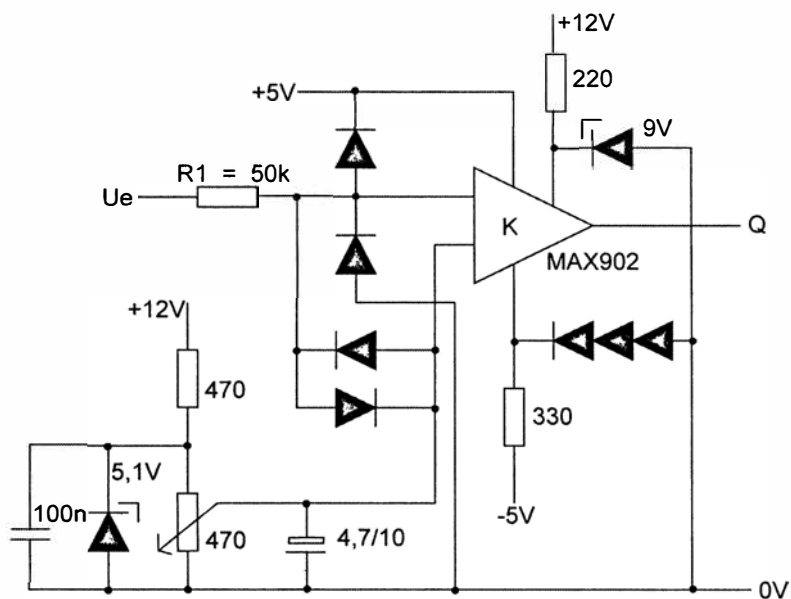 +12V
220
+5V
9V
R1 = 50k
Ue
K
Q
MAX902
+12V
470
330
5,1V
-5V
100n
470
4,7/10
0V